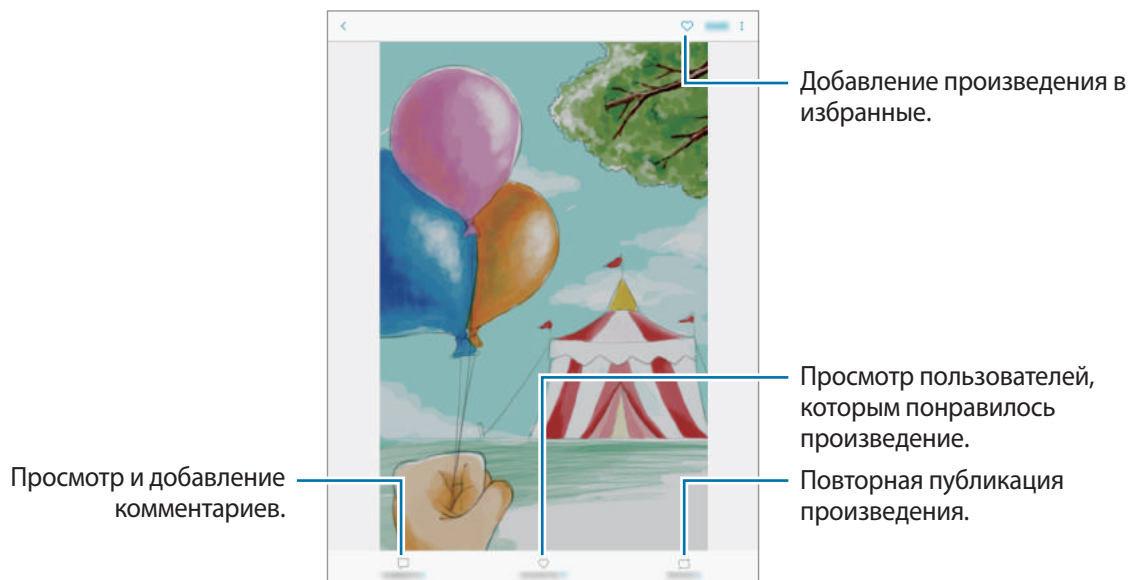 Добавление произведения в
избранные.
Просмотр пользователей,
которым понравилось
произведение.
Просмотр и добавление
комментариев.
Повторная публикация
произведения.